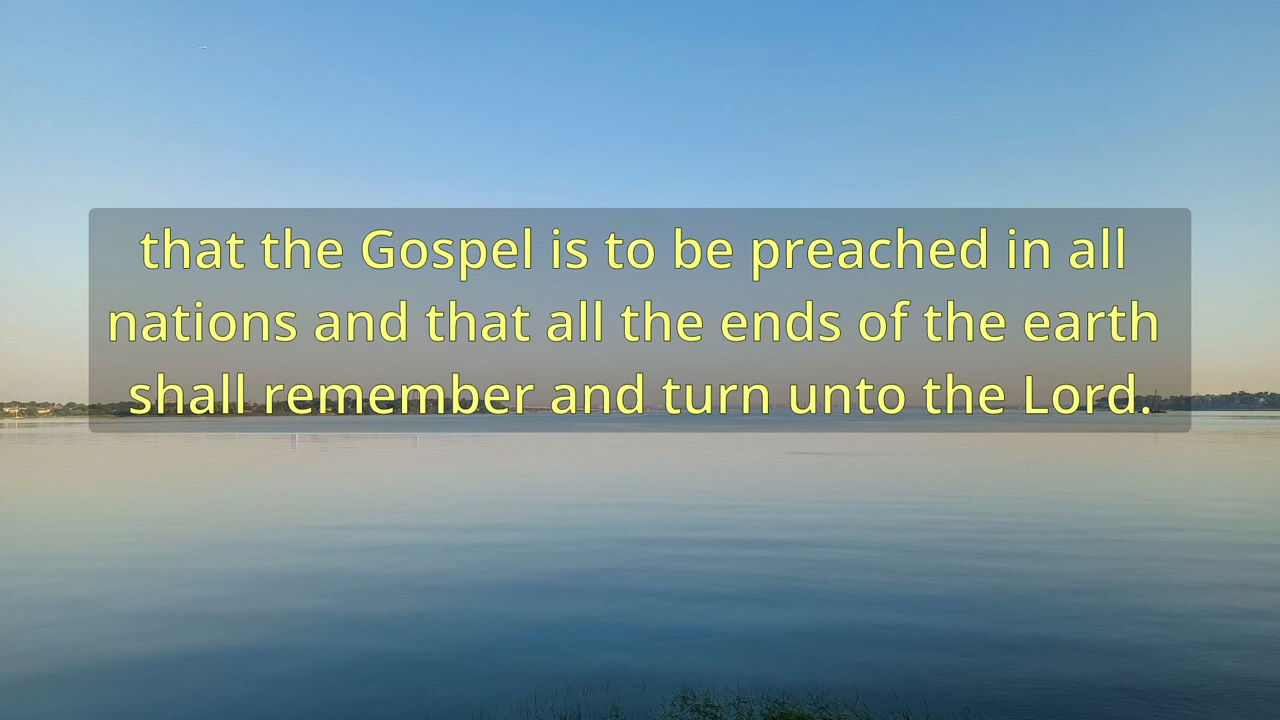 that the Gospel is to be preached in all
nations and that all the ends of the earth
shall remember and turn unto the Lord.